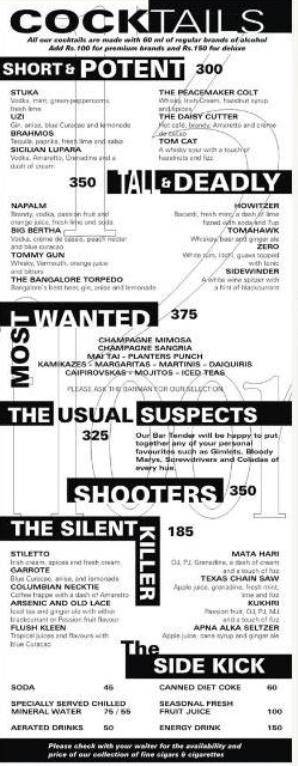 COCKTAILS
All our cocktails are made with 60 ml of regular brands of alcohol
Add Rs.100 for premium brands and Rs.150 for deluxe
SHORT & POTENT 300
STUKA
Vodka, mint, green peppercorns,
fresh lime
UZI
Gin, anise, blue Curacao and lemonade
BRAHMOS
Tequila, paprika, fresh lime and salsa
SICILIAN LUPARA
Vodka, Amaretto, Grenadine and a
dash of cream
THE PEACEMAKER COLT
Whisky, Irish Cream, hazelnut syrup
and spices
THE DAISY CUTTER
Hot café, brandy, Amaretto and crème
de cacao
TOM CAT
A whisky sour with a touch of
hazelnuts and fizz
350 TALL & DEADLY
NAPALM
Brandy, vodka, passion fruit and
orange juice, fresh lime and soda
BIG BERTHA
Vodka, crème de cassis, peach nectar
and blue curacao
TOMMY GUN
Whisky, Vermouth, orange juice
and bitters
THE BANGALORE TORPEDO
Bangalore's best beer, gin, anise and lemonade
HOWITZER
Bacardi, fresh mint, a dash of lime
fazed with soda and 7up
TOMAHAWK
Whiskey, beer and ginger ale
ZERO
White rum, guava topped
with tonic
SIDEWINDER
A white wine spritzer with
a hint of blackcurrant
MOST WANTED 375
CHAMPAGNE MIMOSA
CHAMPAGNE SANGRIA
MAI TAI - PLANTERS PUNCH
KAMIKAZES - MARGARITAS - MARTINIS - DAIQUIRIS
CAIPIROVSKAS - MOJITOS - ICED TEAS
PLEASE ASK THE BARMAN FOR OUR SELECTION
THE USUAL SUSPECTS
325
Our Bar Tender will be happy to put
together any of your personal
favourites such as Gimlets, Bloody
Marys, Screwdrivers and Coladas of
every hue.
SHOOTERS 350
THE SILENT KILLER 185
STILETTO
Irish cream, spices and fresh cream
GARROTE
Blue Curacao, anise, and lemonade
COLUMBIAN NECKTIE
Coffee frappe with a dash of Amaretto
ARSENIC AND OLD LACE
Iced tea and ginger ale with either
blackcurrant or Passion fruit flavour
FLUSH KLEEN
Tropical juices and flavours with
blue Curacao
MATA HARI
OJ, PJ, Grenadine, a dash of cream
and a touch of fizz
TEXAS CHAIN SAW
Apple juice, grenadine, fresh mint,
lime and fizz
KUKHRI
Passion fruit, OJ, PJ, MJ
and a touch of fizz
APNA ALKA SELTZER
Apple juice, cane syrup and ginger ale
The
SIDE KICK
SODA 45
SPECIALLY SERVED CHILLED
MINERAL WATER 75 / 55
AERATED DRINKS 50
CANNED DIET COKE 60
SEASONAL FRESH
FRUIT JUICE 100
ENERGY DRINK 150
Please check with your waiter for the availability and
price of our collection of fine cigars & cigarettes